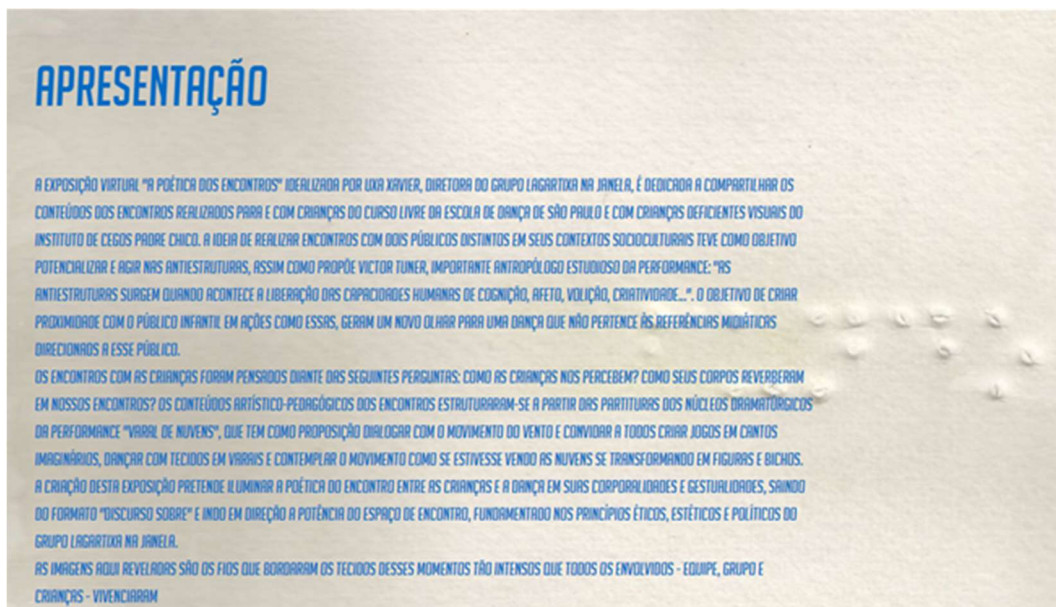 APRESENTAÇÃO
A EXPOSIÇÃO VIRTUAL "A POÉTICA DOS ENCONTROS" IDEALIZADA POR UXA XAVIER, DIRETORA DO GRUPO LAGARTIXA NA JANELA, É DEDICADA A COMPARTILHAR OS
CONTEÚDOS DOS ENCONTROS REALIZADOS PARA E COM CRIANÇAS DO CURSO LIVRE DA ESCOLA DE DANÇA DE SÃO PAULO E COM CRIANÇAS DEFICIENTES VISUAIS DO
INSTITUTO DE CEGOS PADRE CHICO. A IDEIA DE REALIZAR ENCONTROS COM DOIS PÚBLICOS DISTINTOS EM SEUS CONTEXTOS SOCIOCULTURAIS TEVE COMO OBJETIVO
POTENCIALIZAR E AGIR NAS ANTIESTRUTURAS, ASSIM COMO PROPÕE VICTOR TUNER, IMPORTANTE ANTROPÓLOGO ESTUDIOSO DA PERFORMANCE: "AS
ANTIESTRUTURAS SURGEM QUANDO ACONTECE A LIBERAÇÃO DAS CAPACIDADES HUMANAS DE COGNIÇÃO, AFETO, VOLIÇÃO, CRIATIVIDADE...". O OBJETIVO DE CRIAR
PROXIMIDADE COM O PÚBLICO INFANTIL EM AÇÕES COMO ESSAS, GERAM UM NOVO OLHAR PARA UMA DANÇA QUE NÃO PERTENCE ÀS REFERÊNCIAS MIDIÁTICAS
DIRECIONADS A ESSE PÚBLICO.
OS ENCONTROS COM AS CRIANÇAS FORAM PENSADOS DIANTE DAS SEGUINTES PERGUNTAS: COMO AS CRIANÇAS NOS PERCEBEM? COMO SEUS CORPOS REVERBERAM
EM NOSSOS ENCONTROS? OS CONTEÚDOS ARTÍSTICO-PEDAGÓGICOS DOS ENCONTROS ESTRUTURARAM-SE A PARTIR DAS PARTITURAS DOS NÚCLEOS DRAMATÚRGICOS
DA PERFORMANCE "VARAL DE NUVENS", QUE TEM COMO PROPOSIÇÃO DIALOGAR COM O MOVIMENTO DO VENTO E CONVIDAR A TODOS CRIAR JOGOS EM CANTOS
IMAGINÁRIOS, DANÇAR COM TECIDOS EM VARAIS E CONTEMPLAR O MOVIMENTO COMO SE ESTIVESSE VENDO AS NUVENS SE TRANSFORMANDO EM FIGURAS E BICHOS.
A CRIAÇÃO DESTA EXPOSIÇÃO PRETENDE ILUMINAR A POÉTICA DO ENCONTRO ENTRE AS CRIANÇAS E A DANÇA EM SUAS CORPORALIDADES E GESTUALIDADES, SAINDO
DO FORMATO "DISCURSO SOBRE" E INDO EM DIREÇÃO A POTÊNCIA DO ESPAÇO DE ENCONTRO, FUNDAMENTADO NOS PRINCÍPIOS ÉTICOS, ESTÉTICOS E POLÍTICOS DO
GRUPO LAGARTIXA NA JANELA.
AS IMAGENS AQUI REVELADAS SÃO OS FIOS QUE BORDARAM OS TECIDOS DESSES MOMENTOS TÃO INTENSOS QUE TODOS OS ENVOLVIDOS - EQUIPE, GRUPO E
CRIANÇAS - VIVENCIARAM